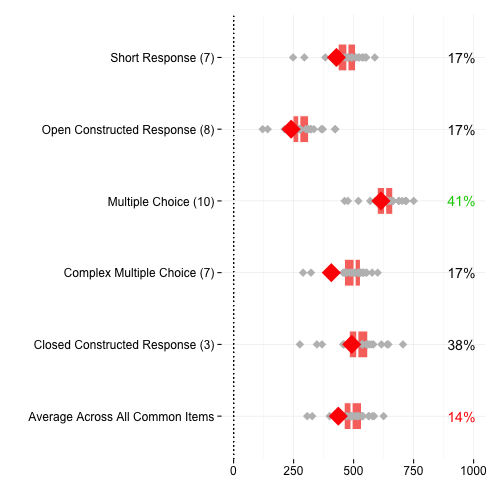 Short Response (7) 17%
Open Constructed Response (8) 17%
Multiple Choice (10) 41%
Complex Multiple Choice (7) 17%
Closed Constructed Response (3) 38%
Average Across All Common Items 14%
0 250 500 750 1000